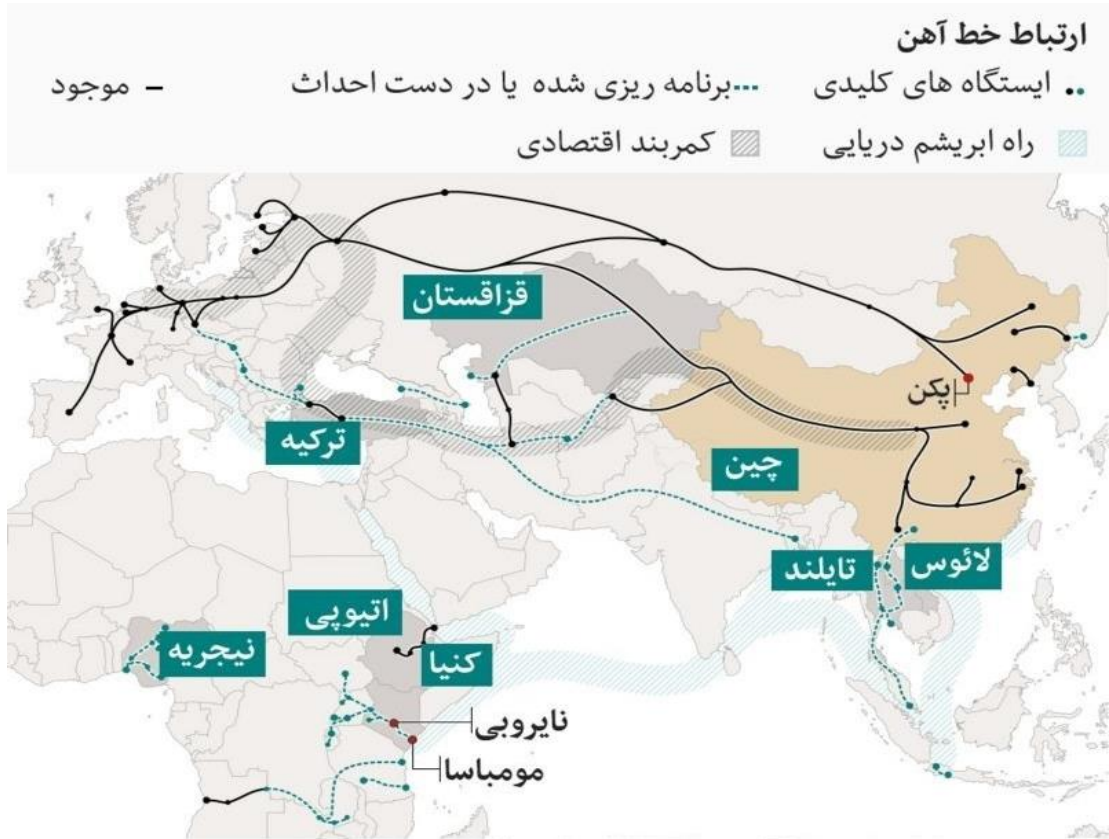 ارتباط خط آهن
ایستگاه های کلیدی برنامه ریزی شده یا در دست احداث موجود
راه ابریشم دریایی کمربند اقتصادی
قزاقستان
پکن
ترکیه
چین
تایلند
لائوس
اتیوپی
نیجریه
کنیا
نایروبی
مومباسا